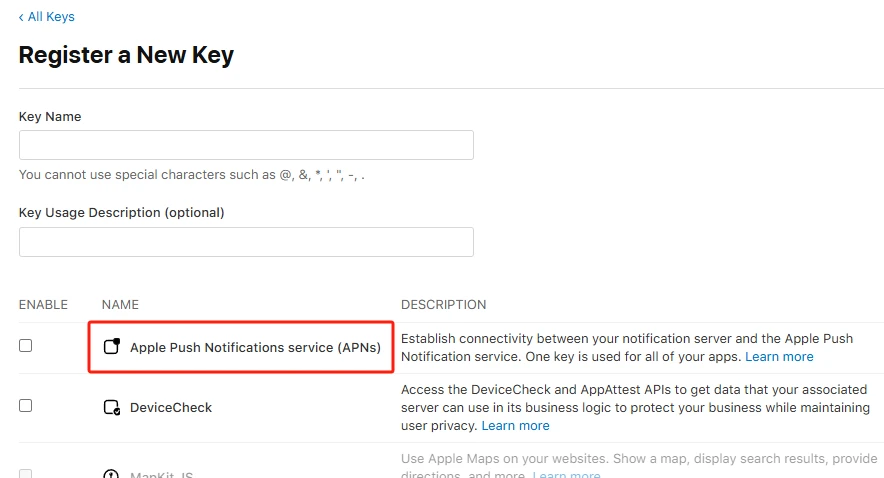 ‹ All Keys
Register a New Key
Key Name
You cannot use special characters such as @, &, *, ', ", -, .
Key Usage Description (optional)
ENABLE NAME DESCRIPTION
Apple Push Notifications service (APNs)
Establish connectivity between your notification server and the Apple Push
Notification service. One key is used for all of your apps. Learn more
DeviceCheck
Access the DeviceCheck and AppAttest APIs to get data that your associated
server can use in its business logic to protect your business while maintaining
user privacy. Learn more
MapKit JS
Use Apple Maps on your websites. Show a map, display search results, provide
directions, and more. Learn more